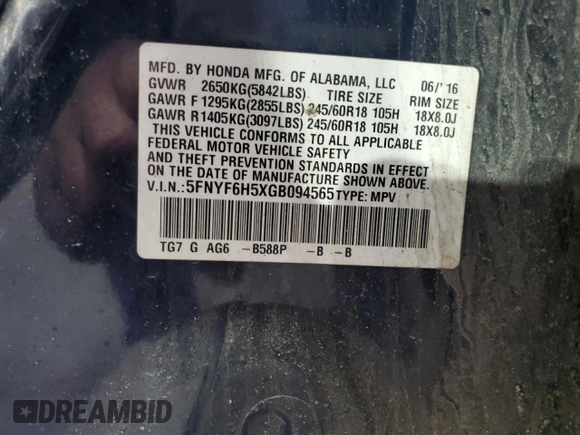 MFD. BY HONDA MFG. OF ALABAMA, LLC 06/'16
GVWR 2650KG(5842LBS) TIRE SIZE RIM SIZE
GAWR F 1295KG(2855LBS) 245/60R18 105H 18X8.0J
GAWR R1405KG(3097LBS) 245/60R18 105H 18X8.0J
THIS VEHICLE CONFORMS TO ALL APPLICABLE
FEDERAL MOTOR VEHICLE SAFETY
AND THEFT PREVENTION STANDARDS IN EFFECT
ON THE DATE OF MANUFACTURE SHOWN ABOVE.
V.I.N.:5FNYF6H5XGB094565TYPE: MPV
TG7 G AG6 -B588P -B -B
DREAMBID